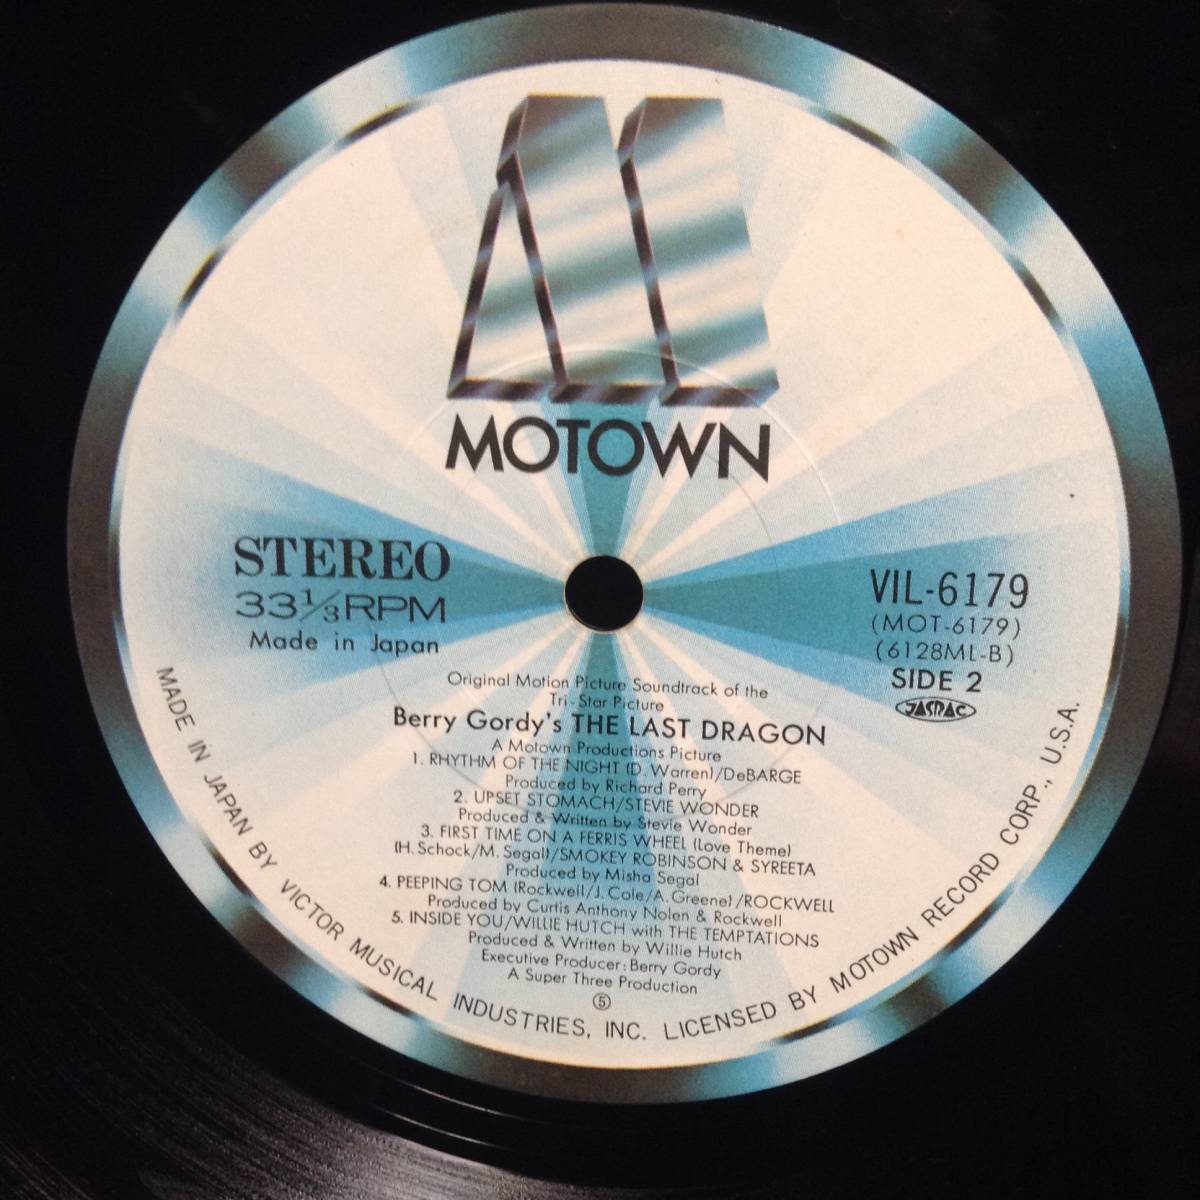 MOTOWN
STEREO
33 1/3 RPM
Made in Japan
VIL-6179
(MOT-6179)
(6128ML-B)
SIDE 2
JASRAC
Original Motion Picture Soundtrack of the
Tri-Star Picture
Berry Gordy's THE LAST DRAGON
A Motown Productions Picture
1. RHYTHM OF THE NIGHT (D. Warren)/DeBARGE
Produced by Richard Perry
2. UPSET STOMACH/STEVIE WONDER
Produced & Written by Stevie Wonder
3. FIRST TIME ON A FERRIS WHEEL (Love Theme)
(H. Schock/M. Segal)/SMOKEY ROBINSON & SYREETA
Produced by Misha Segal
4. PEEPING TOM (Rockwell/J. Cole/A. Greene)/ROCKWELL
Produced by Curtis Anthony Nolen & Rockwell
5. INSIDE YOU/WILLIE HUTCH with THE TEMPTATIONS
Produced & Written by Willie Hutch
Executive Producer: Berry Gordy
A Super Three Production
⑤
MADE IN JAPAN BY VICTOR MUSICAL INDUSTRIES, INC. LICENSED BY MOTOWN RECORD CORP., U.S.A.